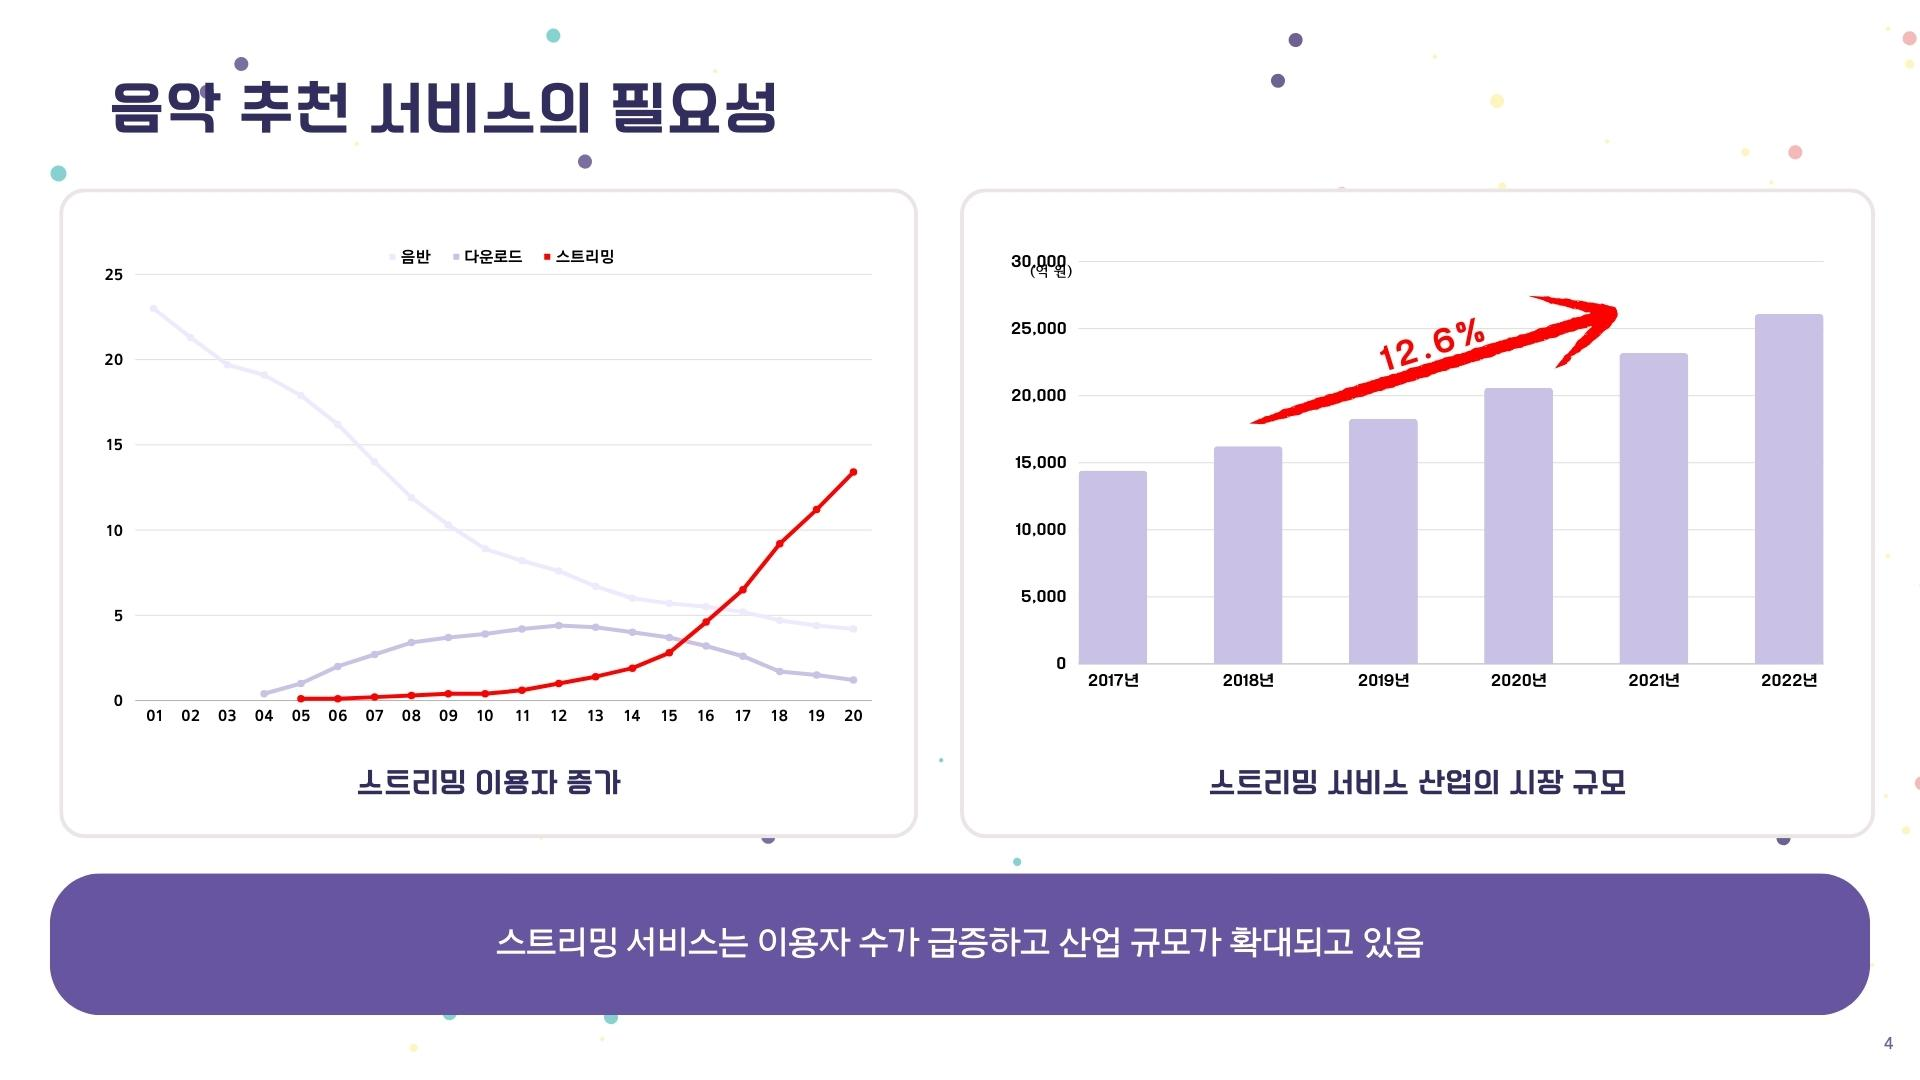 음악 추천 서비스의 필요성
음반 다운로드 스트리밍
25
20
15
10
5
0
01 02 03 04 05 06 07 08 09 10 11 12 13 14 15 16 17 18 19 20
스트리밍 이용자 증가
30,000
(억 원)
25,000
20,000
15,000
10,000
5,000
0
12.6%
2017년 2018년 2019년 2020년 2021년 2022년
스트리밍 서비스 산업의 시장 규모
스트리밍 서비스는 이용자 수가 급증하고 산업 규모가 확대되고 있음
4